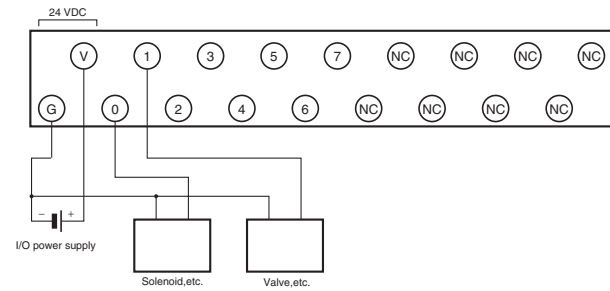 24 VDC
V 1 3 5 7 NC NC NC NC
G 0 2 4 6 NC NC NC NC
− +
I/O power supply
Solenoid,etc. Valve,etc.